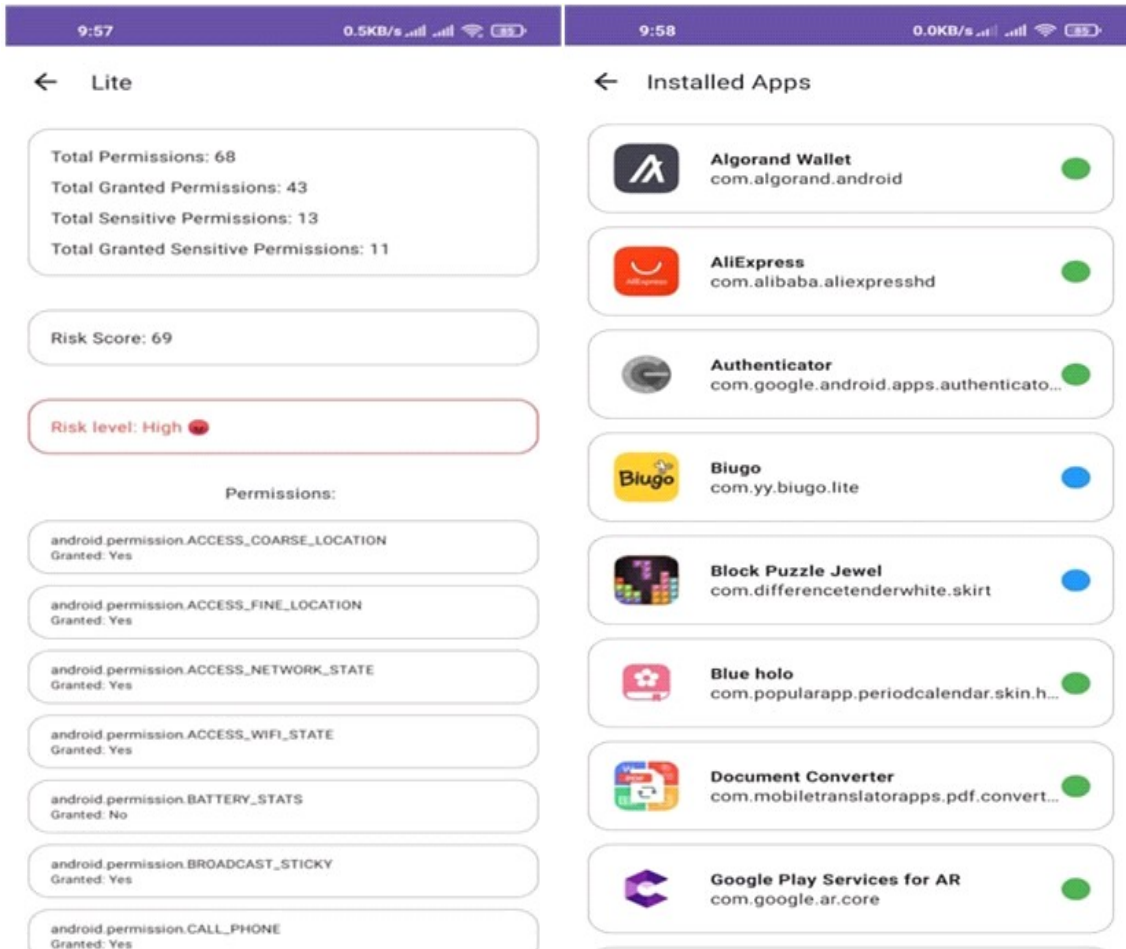 9:57
0.5KB/s
85
Lite
Total Permissions: 68
Total Granted Permissions: 43
Total Sensitive Permissions: 13
Total Granted Sensitive Permissions: 11
Risk Score: 69
Risk level: High
Permissions:
android.permission.ACCESS_COARSE_LOCATION
Granted: Yes
android.permission.ACCESS_FINE_LOCATION
Granted: Yes
android.permission.ACCESS_NETWORK_STATE
Granted: Yes
android.permission.ACCESS_WIFI_STATE
Granted: Yes
android.permission.BATTERY_STATS
Granted: No
android.permission.BROADCAST_STICKY
Granted: Yes
android.permission.CALL_PHONE
Granted: Yes
9:58
0.0KB/s
85
Installed Apps
Algorand Wallet
com.algorand.android
AliExpress
AliExpress
com.alibaba.aliexpresshd
Authenticator
com.google.android.apps.authenticato...
Biugo
Biugo
com.yy.biugo.lite
Block Puzzle Jewel
com.differencetenderwhite.skirt
Blue holo
com.popularapp.periodcalendar.skin.h...
PDF
Document Converter
com.mobiletranslatorapps.pdf.convert...
Google Play Services for AR
com.google.ar.core